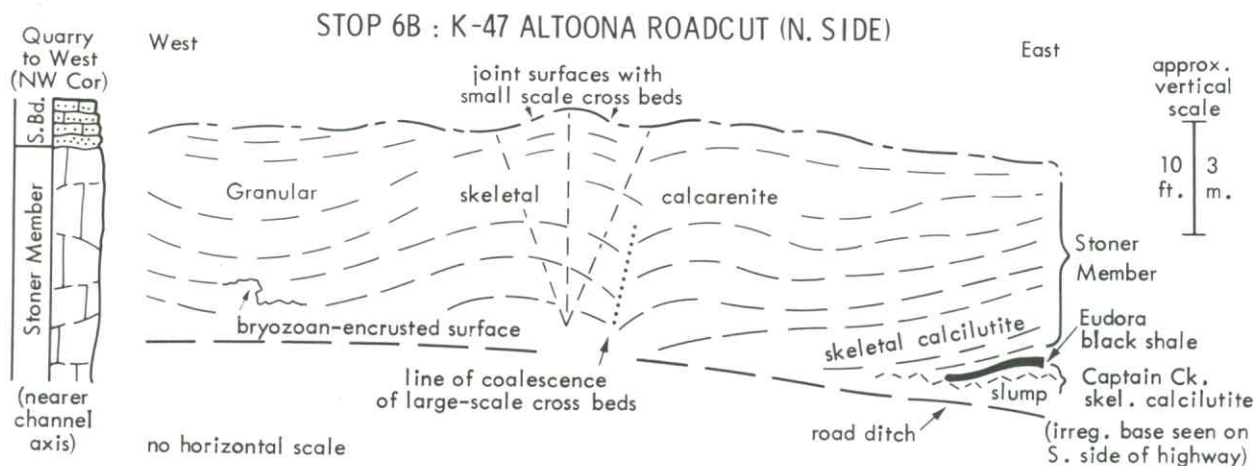 STOP 6B : K-47 ALTOONA ROADCUT (N. SIDE)
Quarry
to West
(NW Cor)
West
East
joint surfaces with
small scale cross beds
approx.
vertical
scale
10 3
ft. m.
S. Bd.
Stoner Member
Granular
skeletal
calcarenite
Stoner
Member
bryozoan-encrusted surface
skeletal calcilutite
Eudora
black shale
line of coalescence
of large-scale cross beds
slump
Captain Ck.
skel. calcilutite
(nearer
channel
axis)
no horizontal scale
road ditch
(irreg. base seen on
S. side of highway)